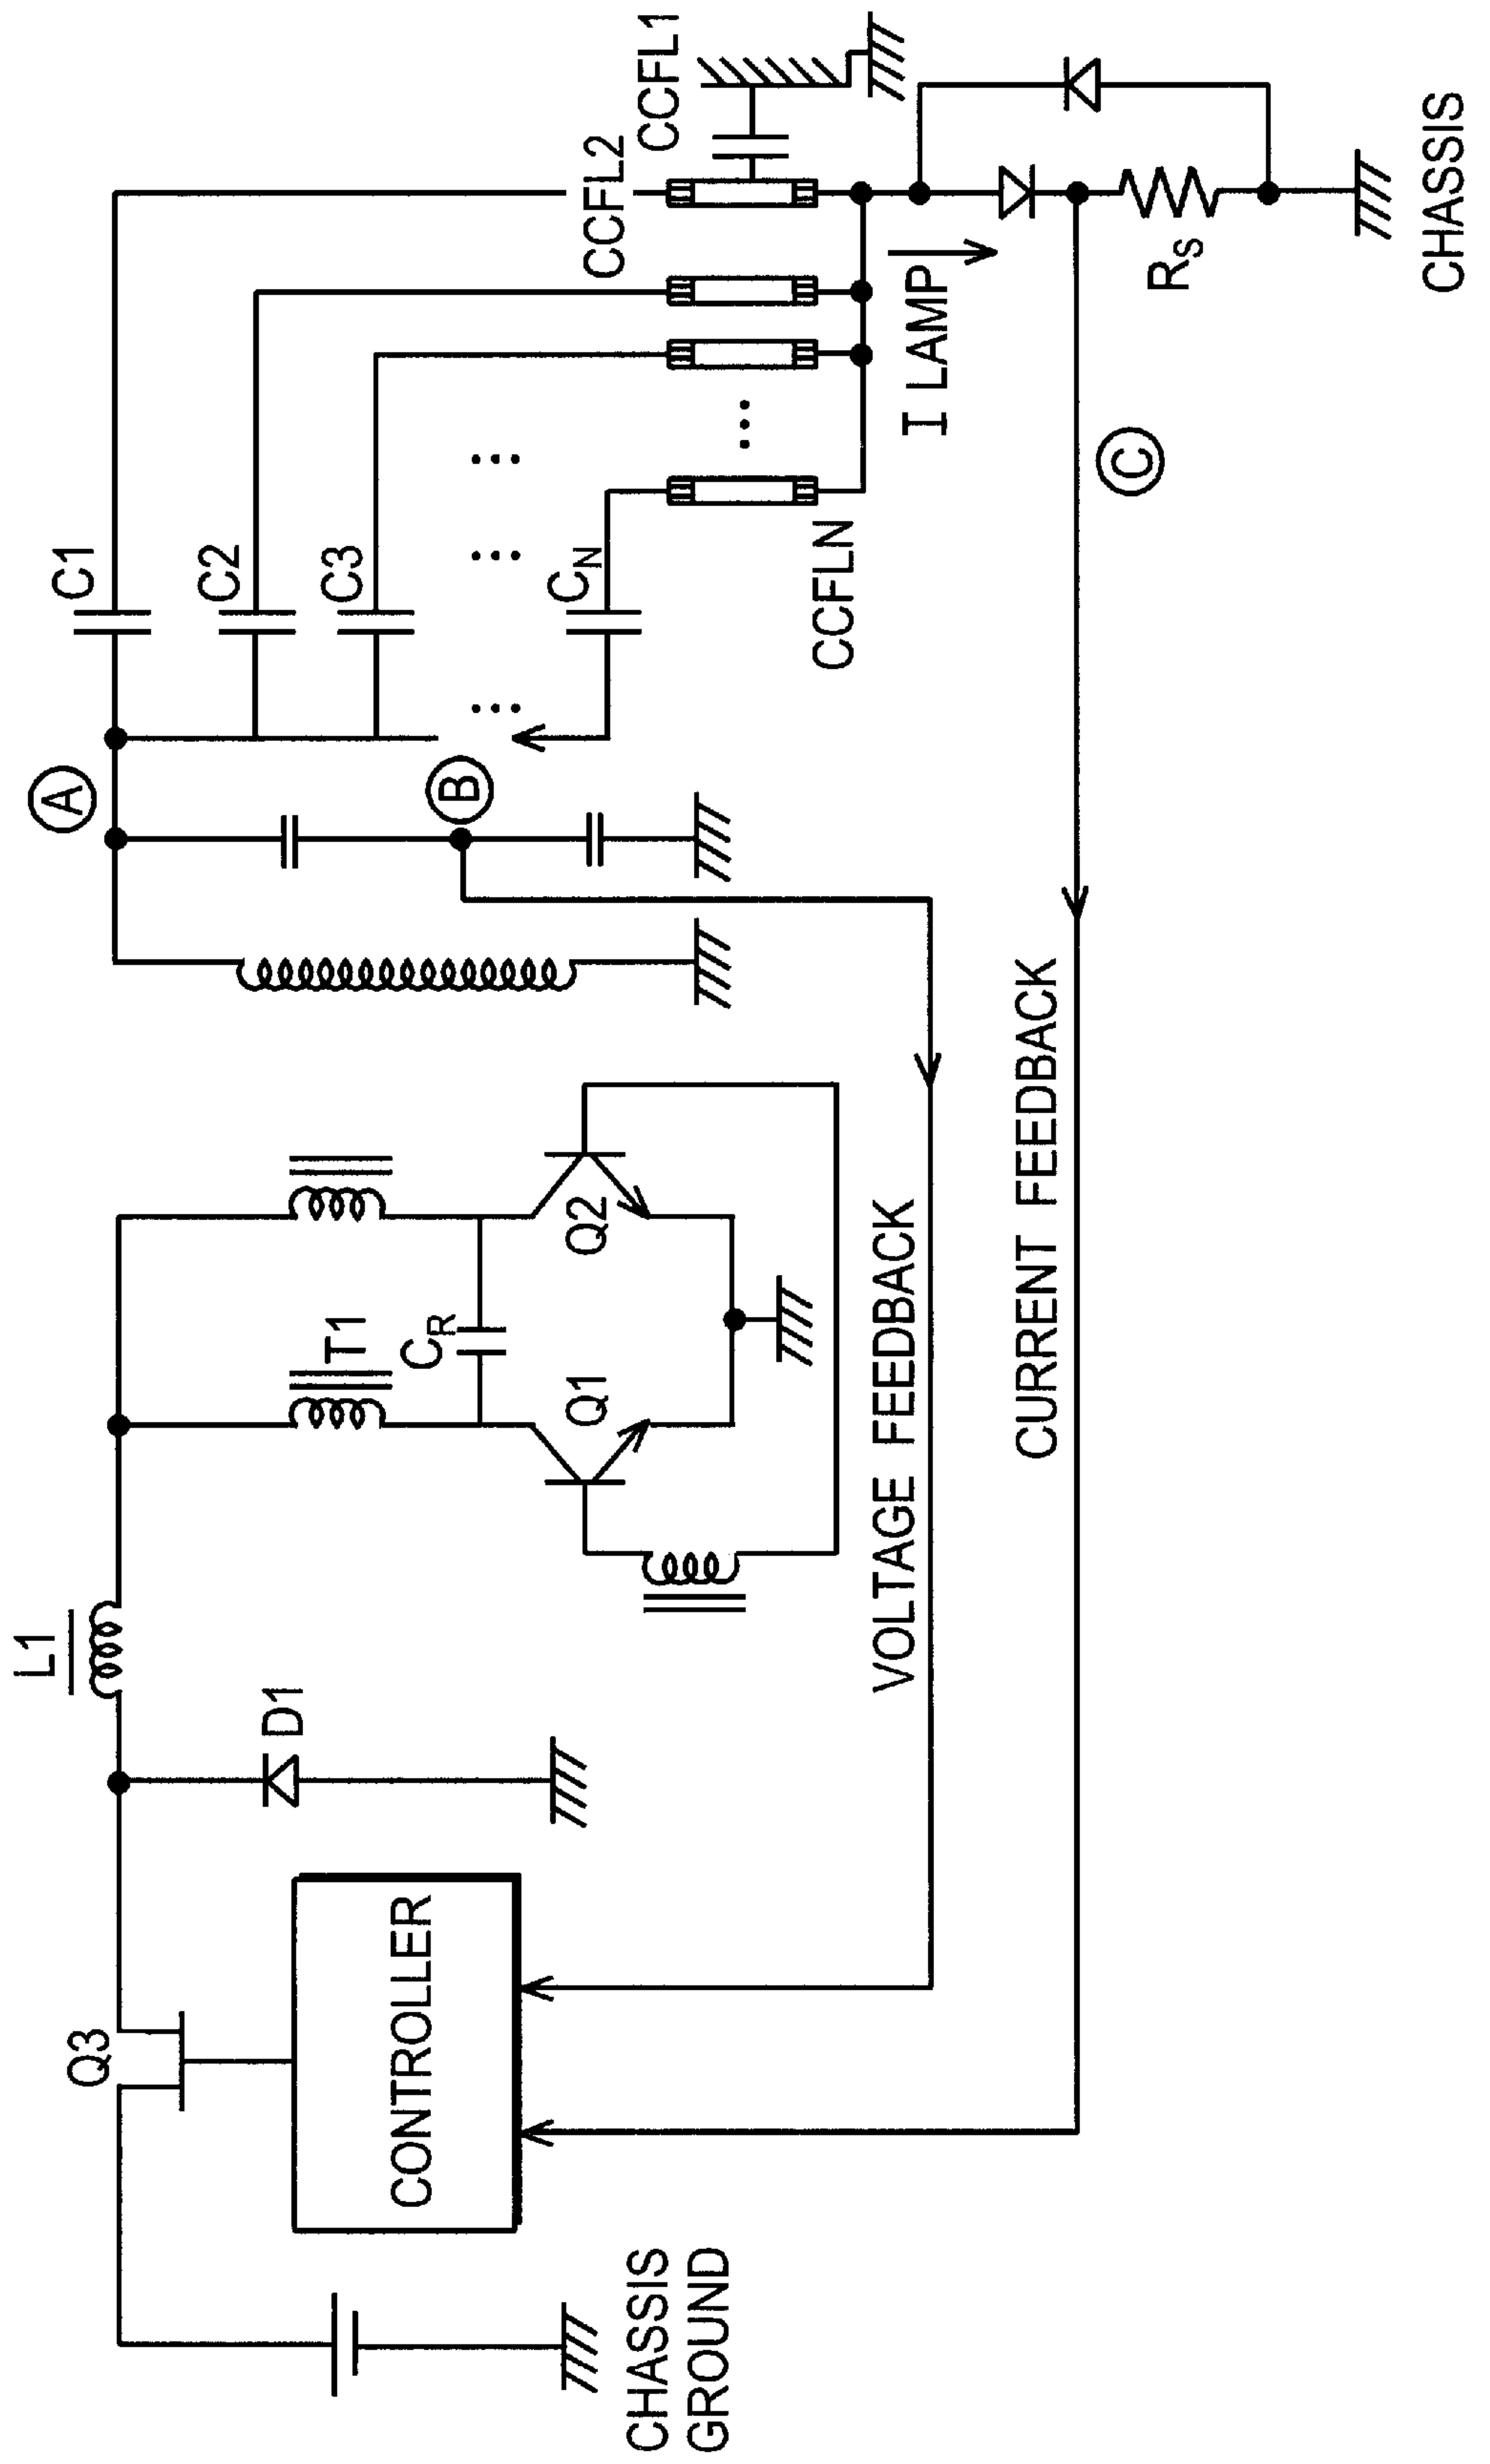 L1
Q3
D1
CONTROLLER
CHASSIS
GROUND
T1
CR
Q1
Q2
A
B
C1
C2
C3
...
CN
...
...
CCFL1
CCFL2
...
CCFLN
I LAMP
RS
C
CHASSIS
VOLTAGE FEEDBACK
CURRENT FEEDBACK